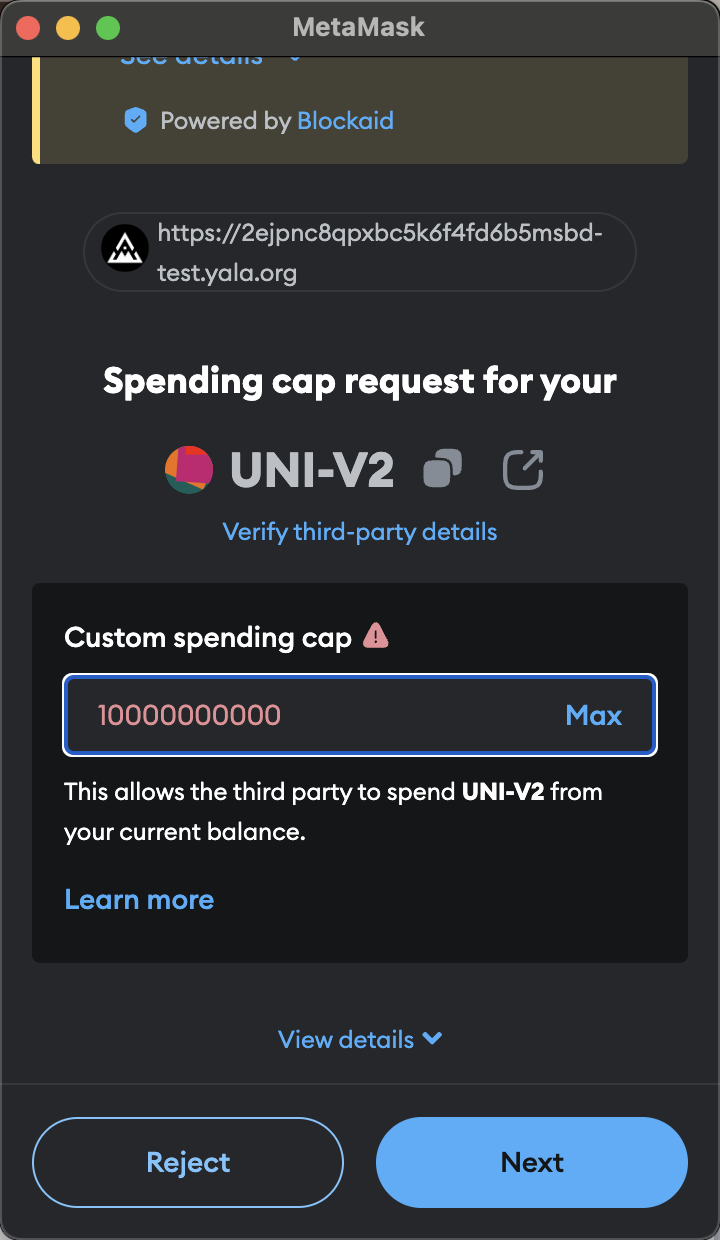 MetaMask
See details
Powered by Blockaid
https://2ejpnc8qpxbc5k6f4fd6b5msbd-
test.yala.org
Spending cap request for your
UNI-V2
Verify third-party details
Custom spending cap
10000000000 Max
This allows the third party to spend UNI-V2 from
your current balance.
Learn more
View details
Reject Next